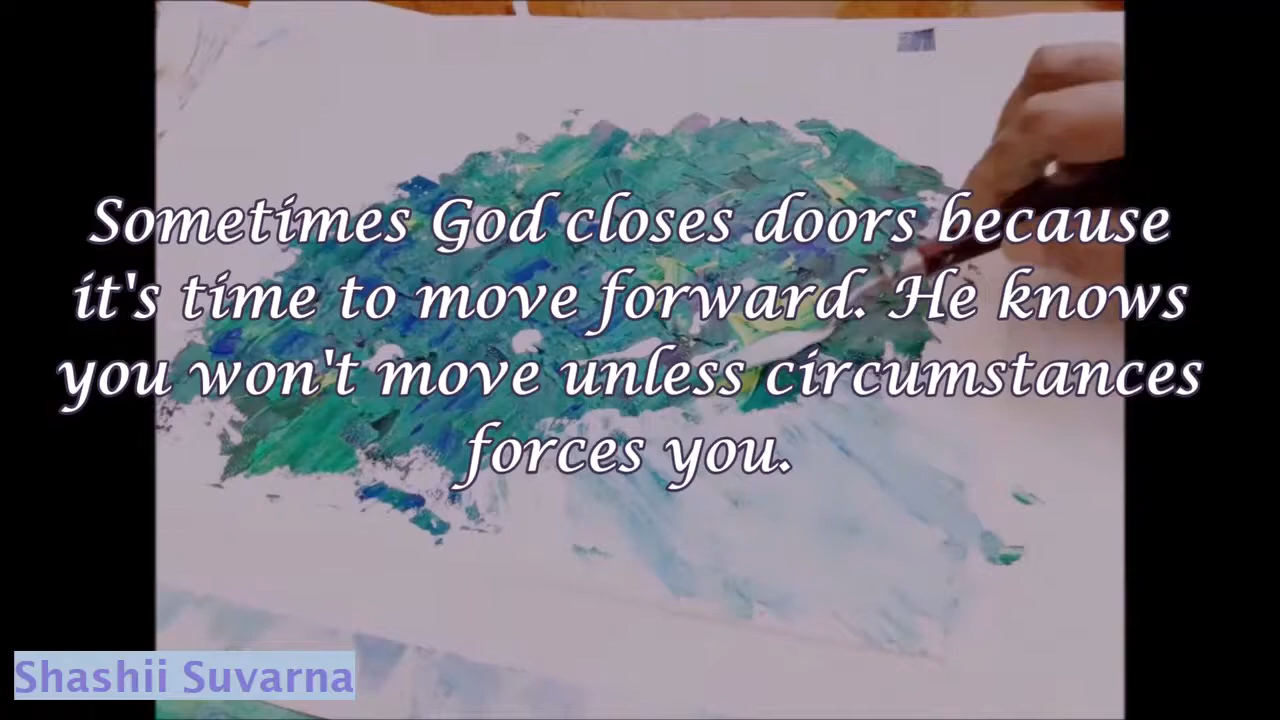 Sometimes God closes doors because
it's time to move forward. He knows
you won't move unless circumstances
forces you.
Shashii Suvarna